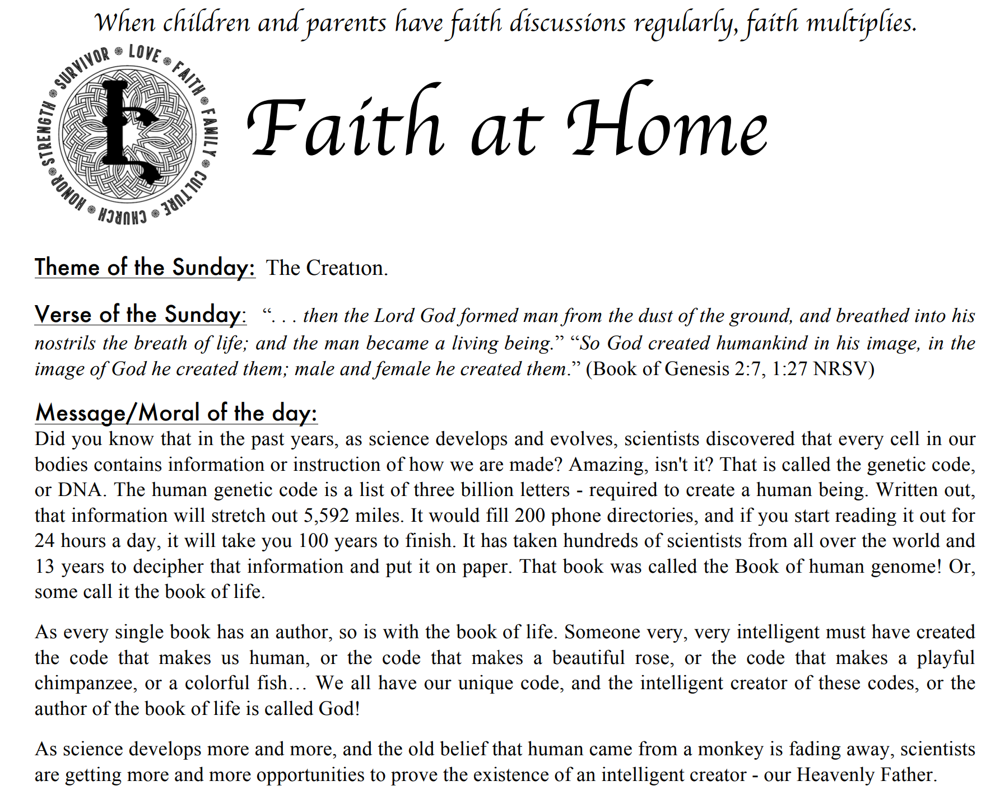 When children and parents have faith discussions regularly, faith multiplies.
SURVIVOR LOVE FAITH FAMILY CULTURE CHURCH HONOR STRENGTH
Faith at Home
Theme of the Sunday: The Creatıon.
Verse of the Sunday: “. . . then the Lord God formed man from the dust of the ground, and breathed into his
nostrils the breath of life; and the man became a living being.” “So God created humankind in his image, in the
image of God he created them; male and female he created them.” (Book of Genesis 2:7, 1:27 NRSV)
Message/Moral of the day:
Did you know that in the past years, as science develops and evolves, scientists discovered that every cell in our
bodies contains information or instruction of how we are made? Amazing, isn't it? That is called the genetic code,
or DNA. The human genetic code is a list of three billion letters - required to create a human being. Written out,
that information will stretch out 5,592 miles. It would fill 200 phone directories, and if you start reading it out for
24 hours a day, it will take you 100 years to finish. It has taken hundreds of scientists from all over the world and
13 years to decipher that information and put it on paper. That book was called the Book of human genome! Or,
some call it the book of life.
As every single book has an author, so is with the book of life. Someone very, very intelligent must have created
the code that makes us human, or the code that makes a beautiful rose, or the code that makes a playful
chimpanzee, or a colorful fish… We all have our unique code, and the intelligent creator of these codes, or the
author of the book of life is called God!
As science develops more and more, and the old belief that human came from a monkey is fading away, scientists
are getting more and more opportunities to prove the existence of an intelligent creator - our Heavenly Father.